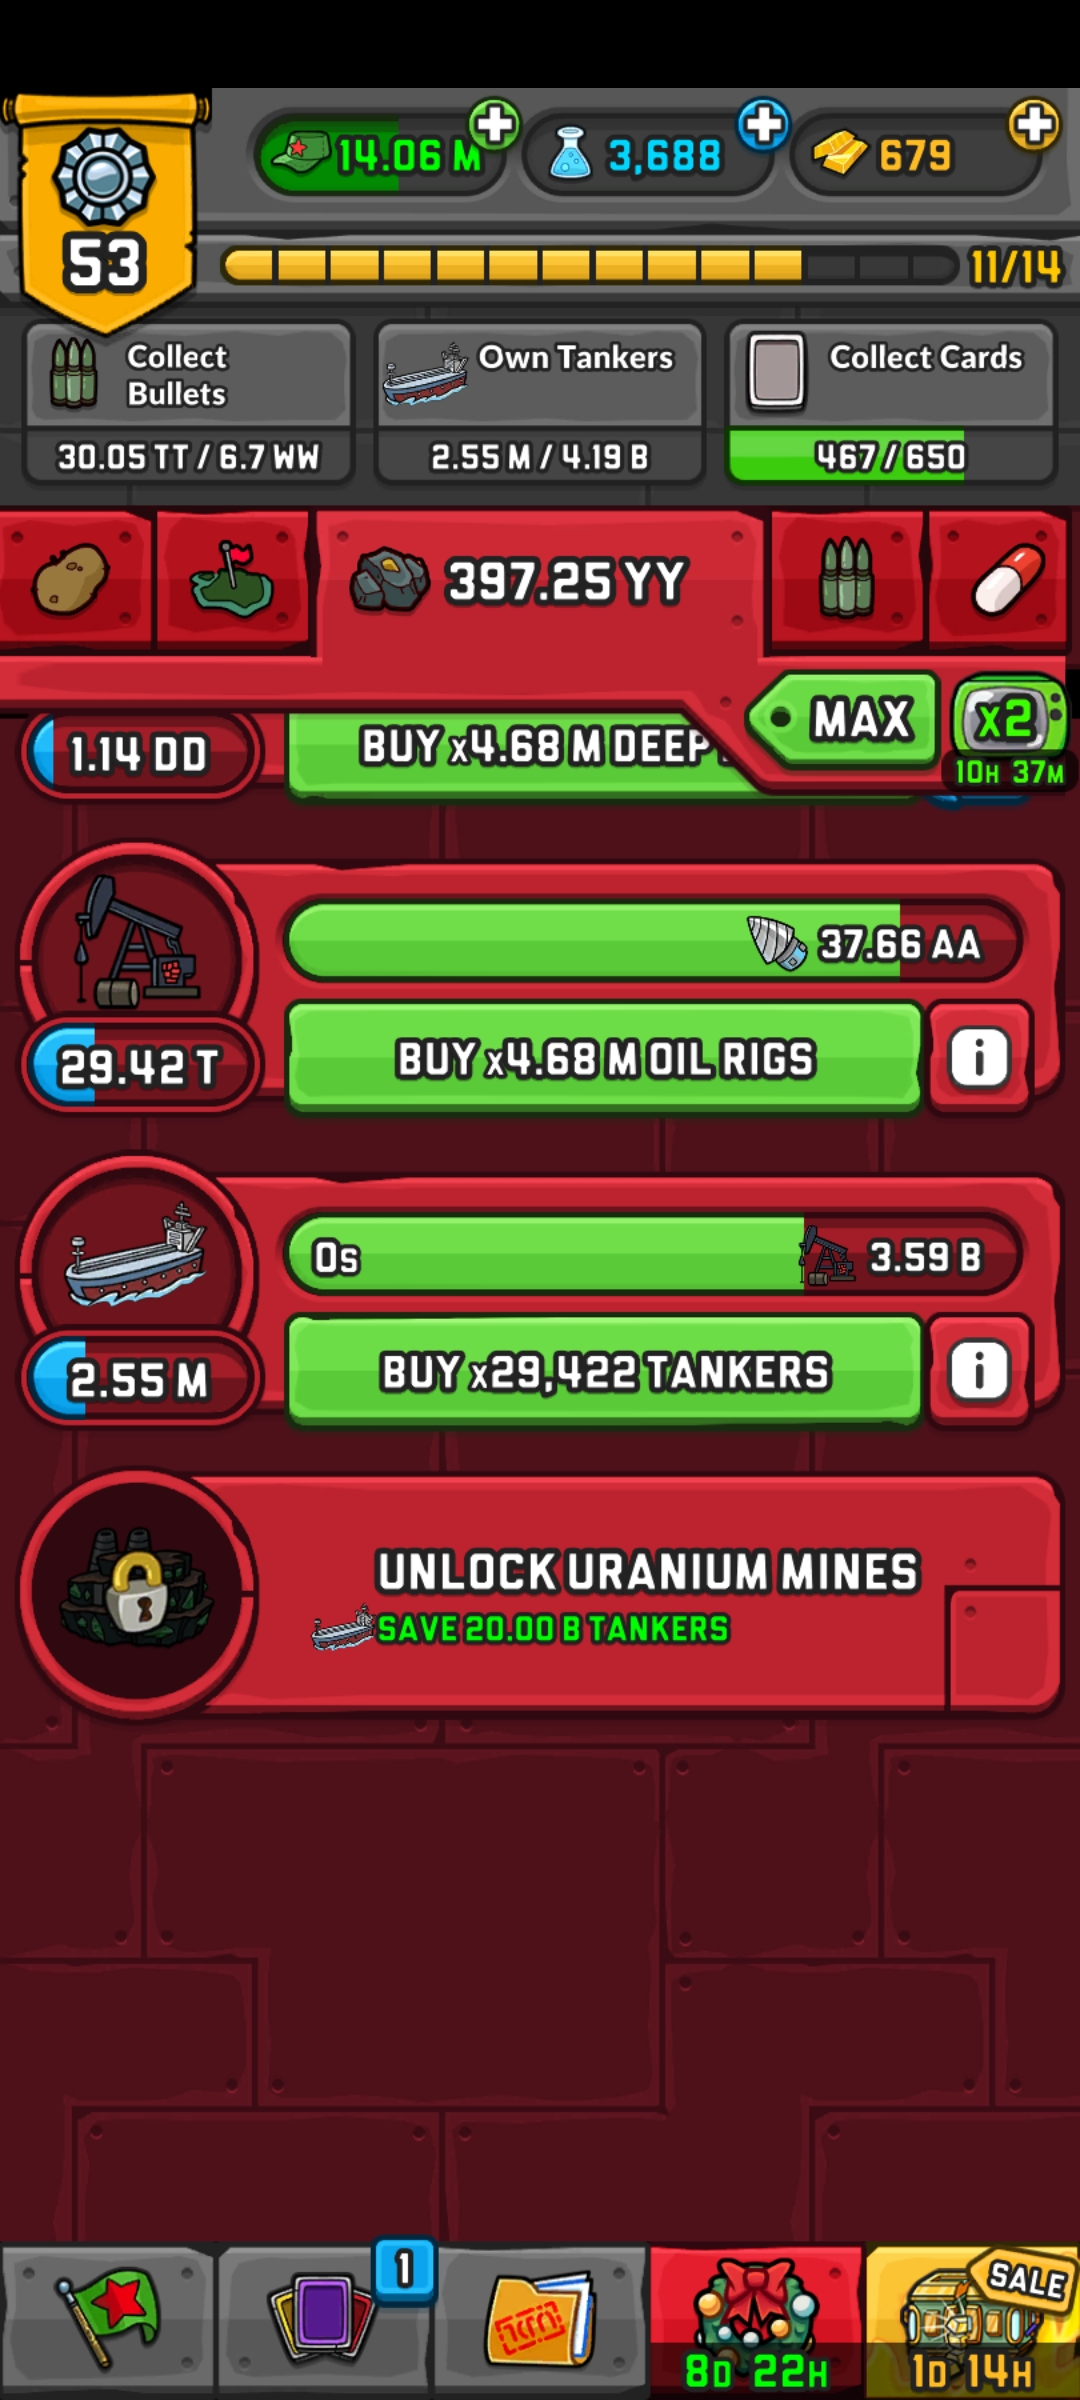 14.06 M
3,688
679
53
11/14
Collect
Bullets
30.05 TT / 6.7 WW
Own Tankers
2.55 M / 4.19 B
Collect Cards
467 / 650
397.25 YY
MAX
x2
10H 37M
1.14 DD
BUY x4.68 M DEEP
37.66 AA
29.42 T
BUY x4.68 M OIL RIGS
i
0s
3.59 B
2.55 M
BUY x29,422 TANKERS
i
UNLOCK URANIUM MINES
SAVE 20.00 B TANKERS
1
8D 22H
SALE
1D 14H